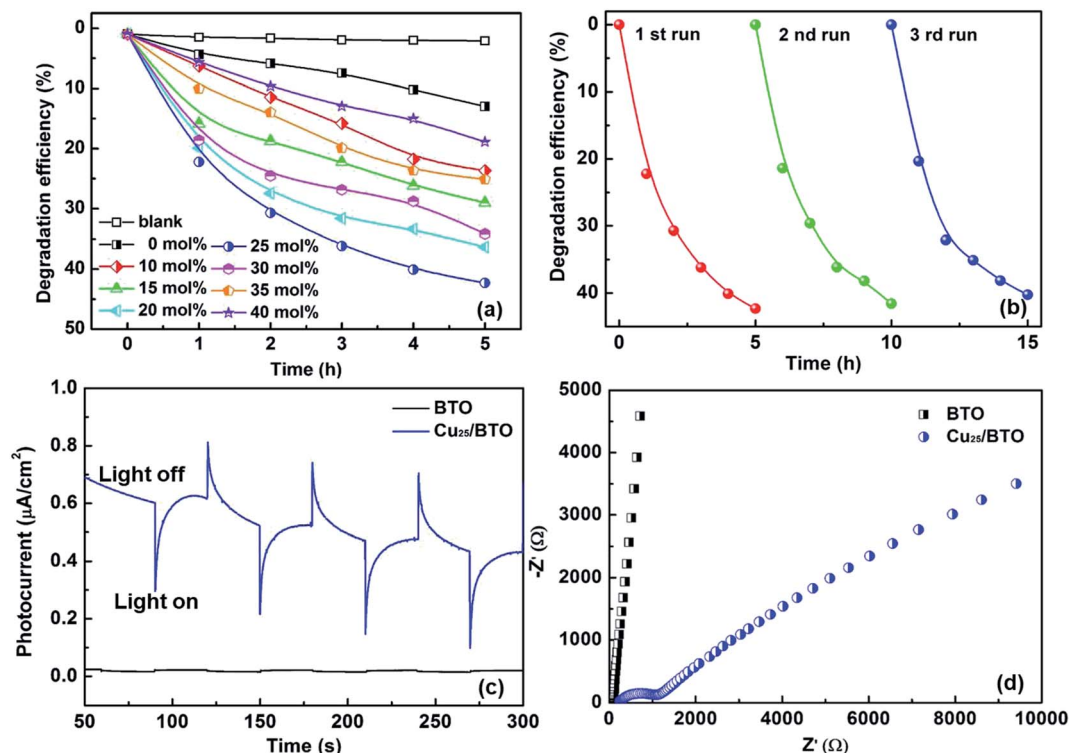 0
10
20
30
40
50
Degradation efficiency (%)
blank
0 mol%
10 mol%
15 mol%
20 mol%
25 mol%
30 mol%
35 mol%
40 mol%
(a)
0 1 2 3 4 5
Time (h)
0
10
20
30
40
Degradation efficiency (%)
1 st run 2 nd run 3 rd run
(b)
0 5 10 15
Time (h)
1.0
0.8
0.6
0.4
0.2
0.0
Photocurrent (μA/cm²)
BTO
Cu₂₅/BTO
Light off
Light on
(c)
50 100 150 200 250 300
Time (s)
5000
4000
3000
2000
1000
0
-Z' (Ω)
BTO
Cu₂₅/BTO
(d)
0 2000 4000 6000 8000 10000
Z' (Ω)